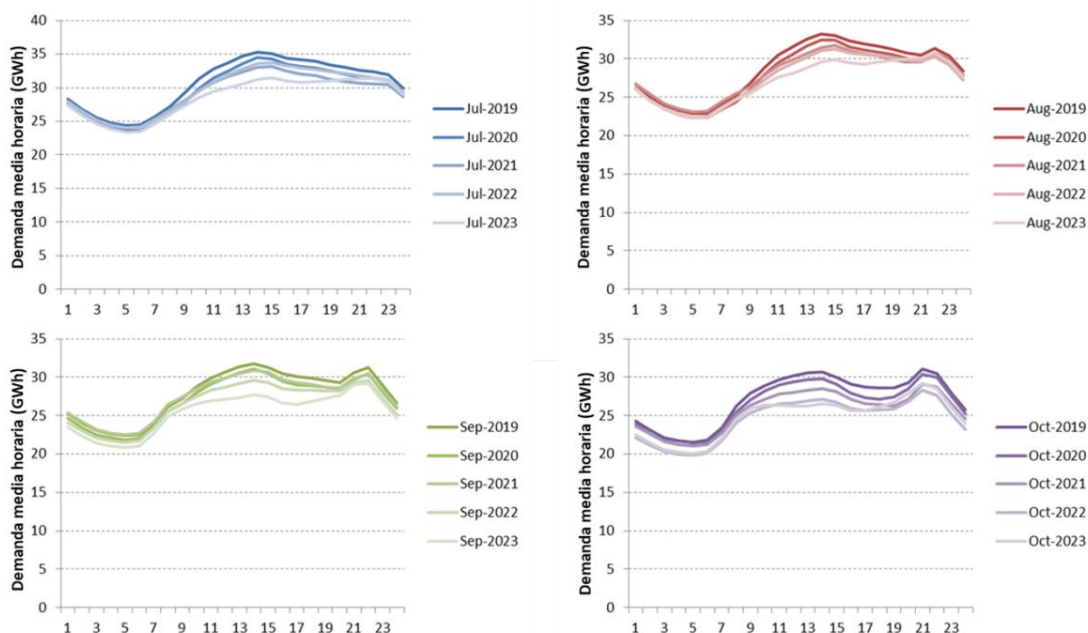 Demanda media horaria (GWh)
40
35
30
25
20
15
10
5
0
1 3 5 7 9 11 13 15 17 19 21 23
Jul-2019
Jul-2020
Jul-2021
Jul-2022
Jul-2023
Demanda media horaria (GWh)
35
30
25
20
15
10
5
0
1 3 5 7 9 11 13 15 17 19 21 23
Aug-2019
Aug-2020
Aug-2021
Aug-2022
Aug-2023
Demanda media horaria (GWh)
35
30
25
20
15
10
5
0
1 3 5 7 9 11 13 15 17 19 21 23
Sep-2019
Sep-2020
Sep-2021
Sep-2022
Sep-2023
Demanda media horaria (GWh)
35
30
25
20
15
10
5
0
1 3 5 7 9 11 13 15 17 19 21 23
Oct-2019
Oct-2020
Oct-2021
Oct-2022
Oct-2023